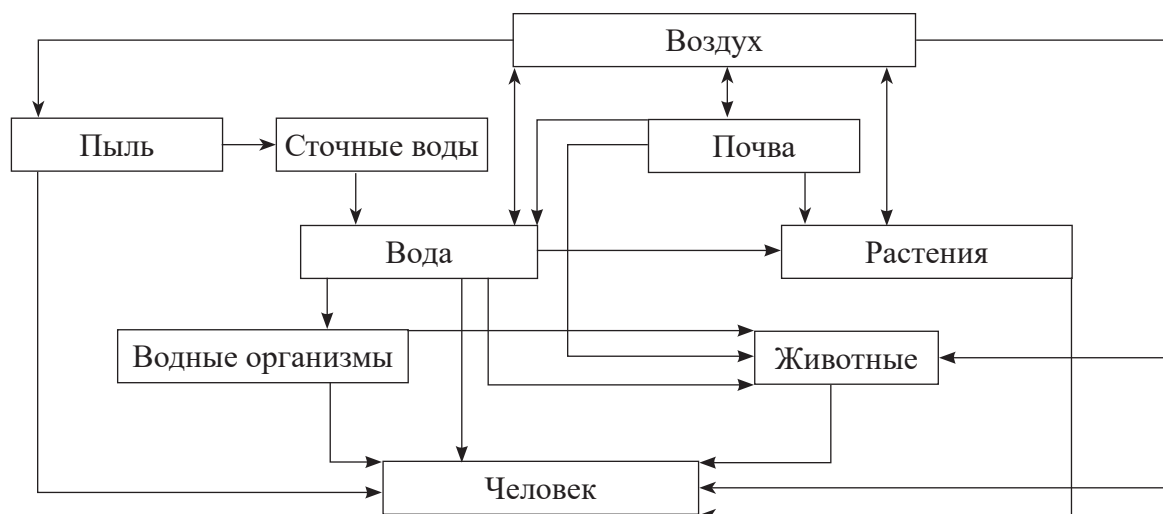 Воздух
Пыль
Сточные воды
Почва
Вода
Растения
Водные организмы
Животные
Человек